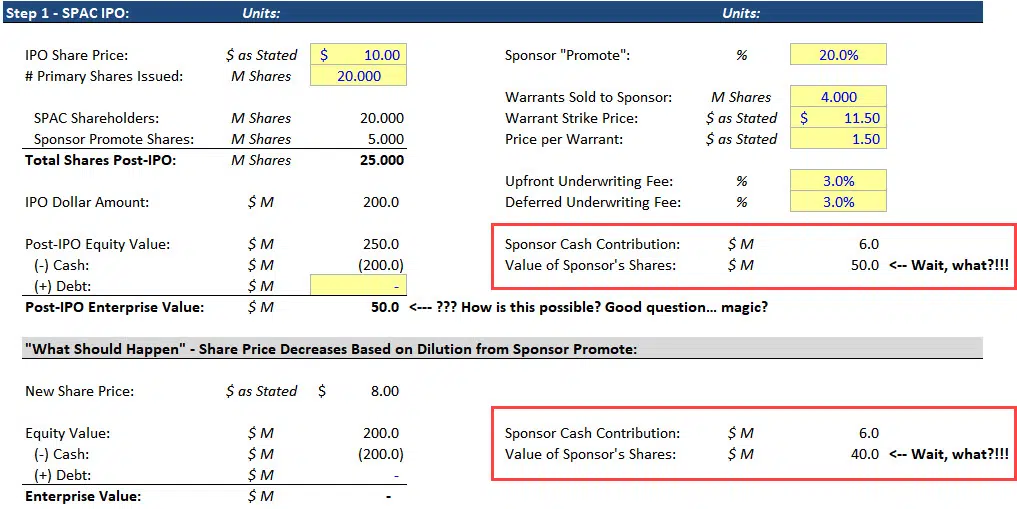 Step 1 - SPAC IPO: Units: Units:
IPO Share Price: $ as Stated $ 10.00 Sponsor "Promote": % 20.0%
# Primary Shares Issued: M Shares 20.000
Warrants Sold to Sponsor: M Shares 4.000
SPAC Shareholders: M Shares 20.000 Warrant Strike Price: $ as Stated $ 11.50
Sponsor Promote Shares: M Shares 5.000 Price per Warrant: $ as Stated 1.50
Total Shares Post-IPO: M Shares 25.000
Upfront Underwriting Fee: % 3.0%
IPO Dollar Amount: $ M 200.0 Deferred Underwriting Fee: % 3.0%
Post-IPO Equity Value: $ M 250.0 Sponsor Cash Contribution: $ M 6.0
(-) Cash: $ M (200.0) Value of Sponsor's Shares: $ M 50.0 <-- Wait, what?!!!
(+) Debt: $ M -
Post-IPO Enterprise Value: $ M 50.0 <--- ??? How is this possible? Good question... magic?
"What Should Happen" - Share Price Decreases Based on Dilution from Sponsor Promote:
New Share Price: $ as Stated $ 8.00
Equity Value: $ M 200.0 Sponsor Cash Contribution: $ M 6.0
(-) Cash: $ M (200.0) Value of Sponsor's Shares: $ M 40.0 <-- Wait, what?!!!
(+) Debt: $ M -
Enterprise Value: $ M -